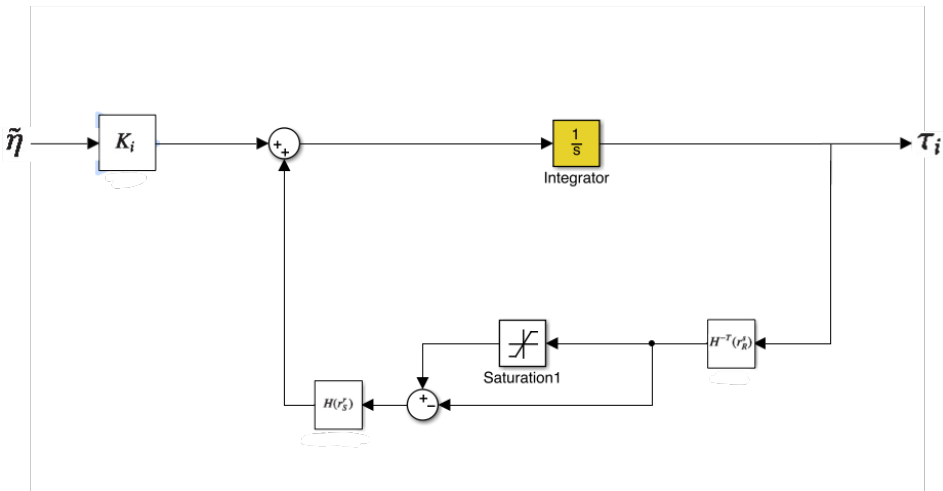 η̃ K_i + + 1/s τ_i
Integrator
H^{-T}(r_R^s)
Saturation1
H(r_S^r) + −